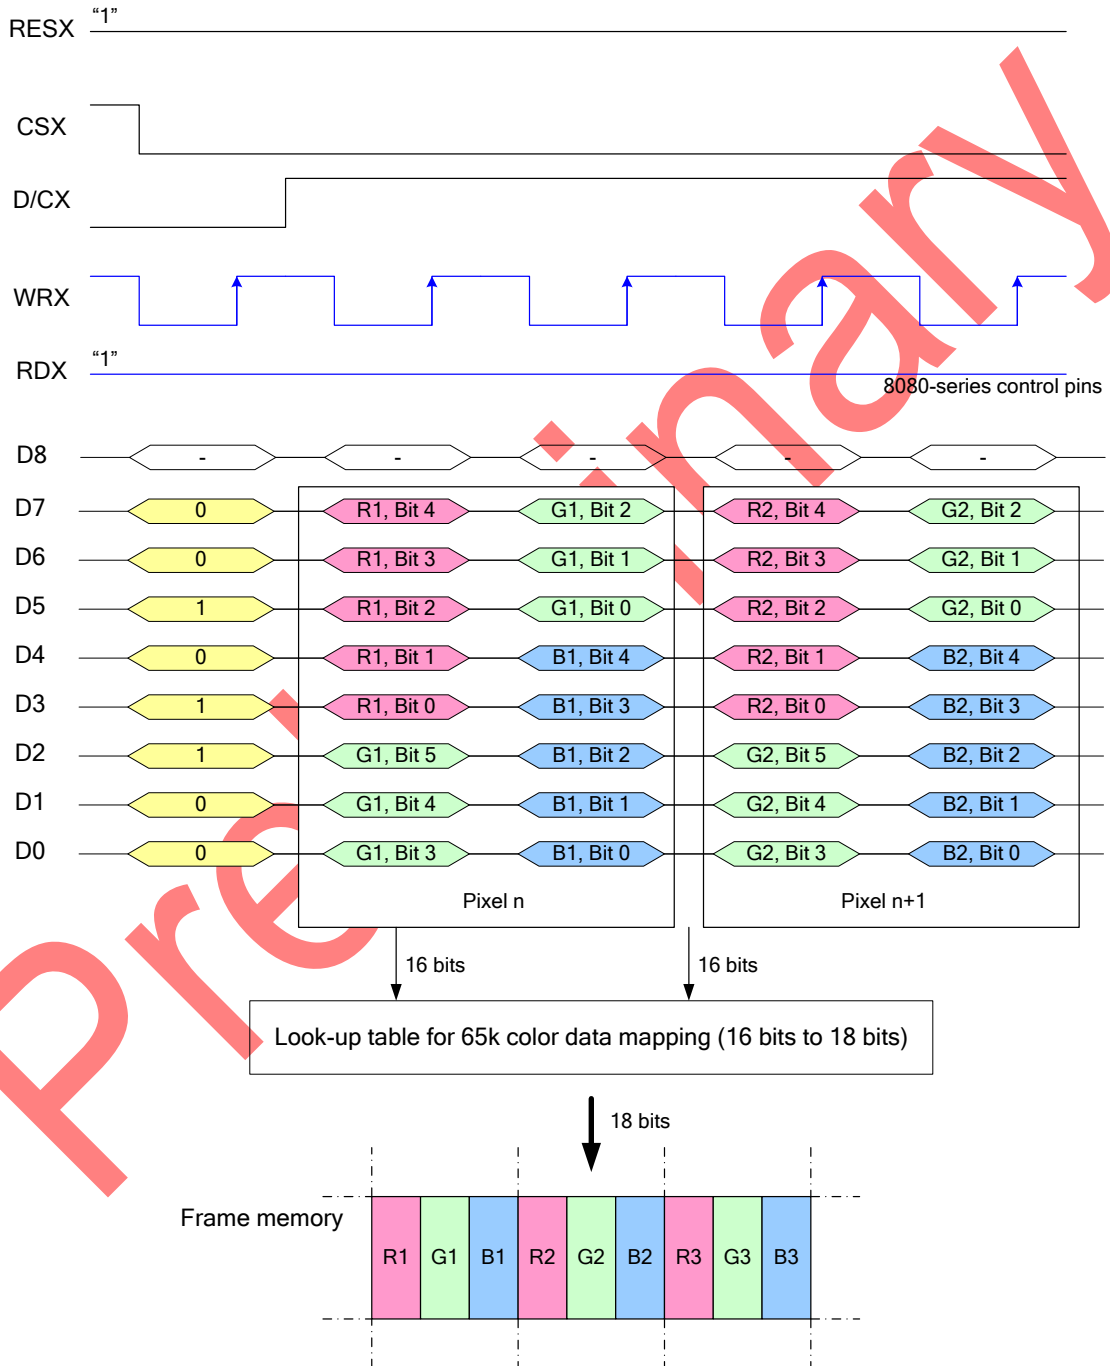 RESX “1”
CSX
D/CX
WRX
RDX “1”
8080-series control pins
D8 - - - - -
D7 0 R1, Bit 4 G1, Bit 2 R2, Bit 4 G2, Bit 2
D6 0 R1, Bit 3 G1, Bit 1 R2, Bit 3 G2, Bit 1
D5 1 R1, Bit 2 G1, Bit 0 R2, Bit 2 G2, Bit 0
D4 0 R1, Bit 1 B1, Bit 4 R2, Bit 1 B2, Bit 4
D3 1 R1, Bit 0 B1, Bit 3 R2, Bit 0 B2, Bit 3
D2 1 G1, Bit 5 B1, Bit 2 G2, Bit 5 B2, Bit 2
D1 0 G1, Bit 4 B1, Bit 1 G2, Bit 4 B2, Bit 1
D0 0 G1, Bit 3 B1, Bit 0 G2, Bit 3 B2, Bit 0
Pixel n Pixel n+1
16 bits 16 bits
Look-up table for 65k color data mapping (16 bits to 18 bits)
18 bits
Frame memory
R1 G1 B1 R2 G2 B2 R3 G3 B3
Preliminary